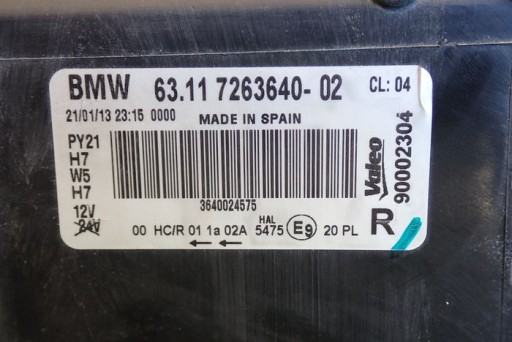 BMW 63.11 7263640- 02 CL: 04
21/01/13 23:15 0000 MADE IN SPAIN
PY21
H7
W5
H7
12V
24V
3640024575
Valeo
90002304
R
HAL
00 HC/R 01 1a 02A 5475 E9 20 PL